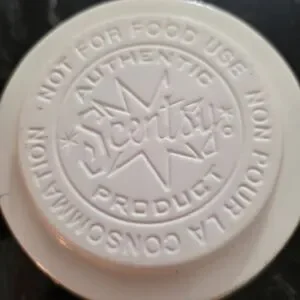 · NOT FOR FOOD USE · NON POUR LA CONSOMMATION
AUTHENTIC
Scentsy
PRODUCT